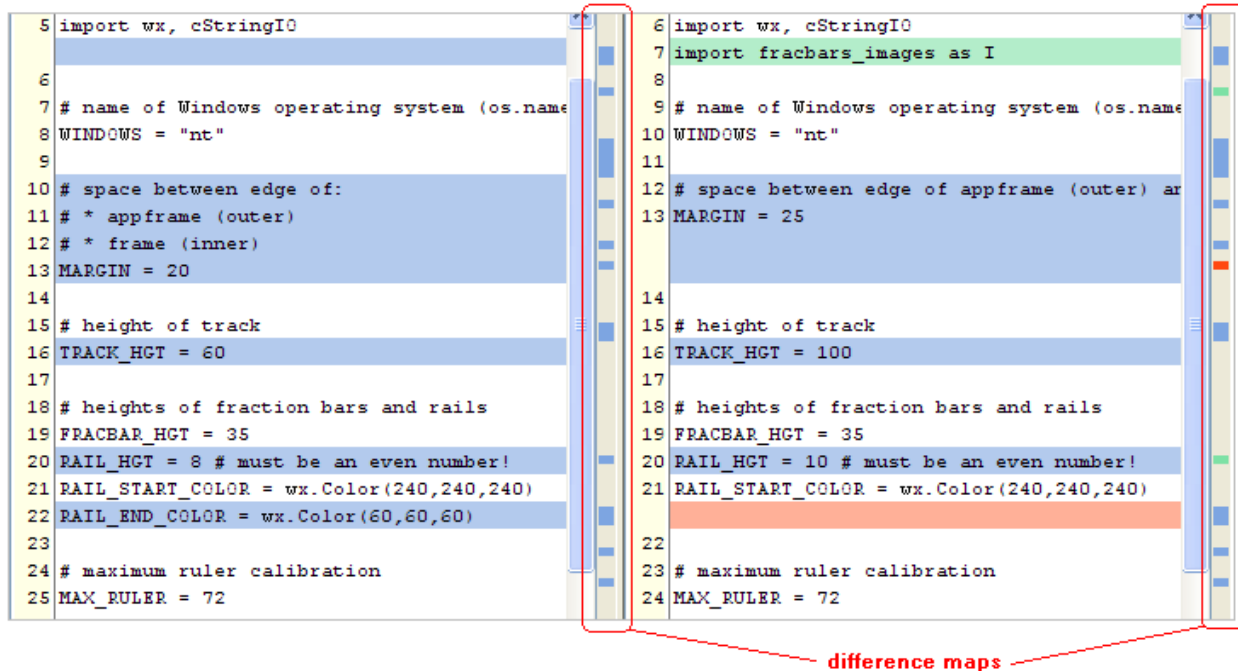 5 import wx, cStringIO
6
7 # name of Windows operating system (os.name
8 WINDOWS = "nt"
9
10 # space between edge of:
11 # * appframe (outer)
12 # * frame (inner)
13 MARGIN = 20
14
15 # height of track
16 TRACK_HGT = 60
17
18 # heights of fraction bars and rails
19 FRACBAR_HGT = 35
20 RAIL_HGT = 8 # must be an even number!
21 RAIL_START_COLOR = wx.Color(240,240,240)
22 RAIL_END_COLOR = wx.Color(60,60,60)
23
24 # maximum ruler calibration
25 MAX_RULER = 72
6 import wx, cStringIO
7 import fracbars_images as I
8
9 # name of Windows operating system (os.name
10 WINDOWS = "nt"
11
12 # space between edge of appframe (outer) an
13 MARGIN = 25
14
15 # height of track
16 TRACK_HGT = 100
17
18 # heights of fraction bars and rails
19 FRACBAR_HGT = 35
20 RAIL_HGT = 10 # must be an even number!
21 RAIL_START_COLOR = wx.Color(240,240,240)
22
23 # maximum ruler calibration
24 MAX_RULER = 72
difference maps